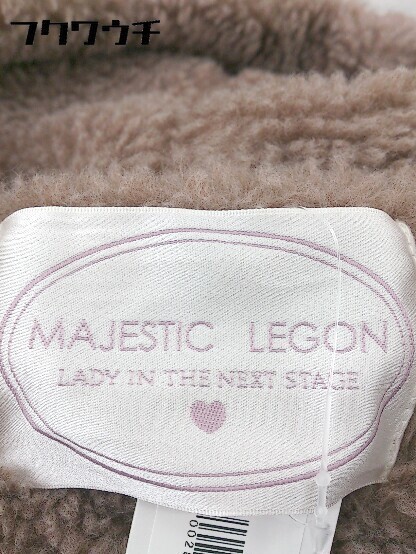 フクワウチ
MAJESTIC LEGON
LADY IN THE NEXT STAGE